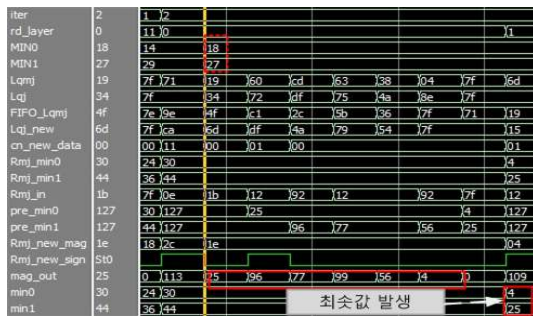 iter 2 1 2
rd_layer 0 11 0 1
MIN0 18 14 18
MIN1 27 29 27
Lqmj 19 7f 71 19 60 cd 63 38 04 7f 6d
Lqj 34 7f 34 72 df 75 4a 8e 7f
FIFO_Lqmj 4f 7e 9e 4f c1 2c 5b 36 7f 71 19
Lqj_new 6d 7f ca 6d df 4a 79 54 7f 15
cn_new_data 00 00 11 00 01 00 01
Rmj_min0 30 24 30 4
Rmj_min1 44 36 44 25
Rmj_in 1b 7f 0e 1b 12 92 12 92 7f 12
pre_min0 127 30 127 25 4 127
pre_min1 127 44 127 96 77 56 25 127
Rmj_new_mag 1e 18 2c 1e 04
Rmj_new_sign St0
mag_out 25 0 113 25 96 77 99 56 4 0 109
min0 30 24 30 4
min1 44 36 44 25
최솟값 발생